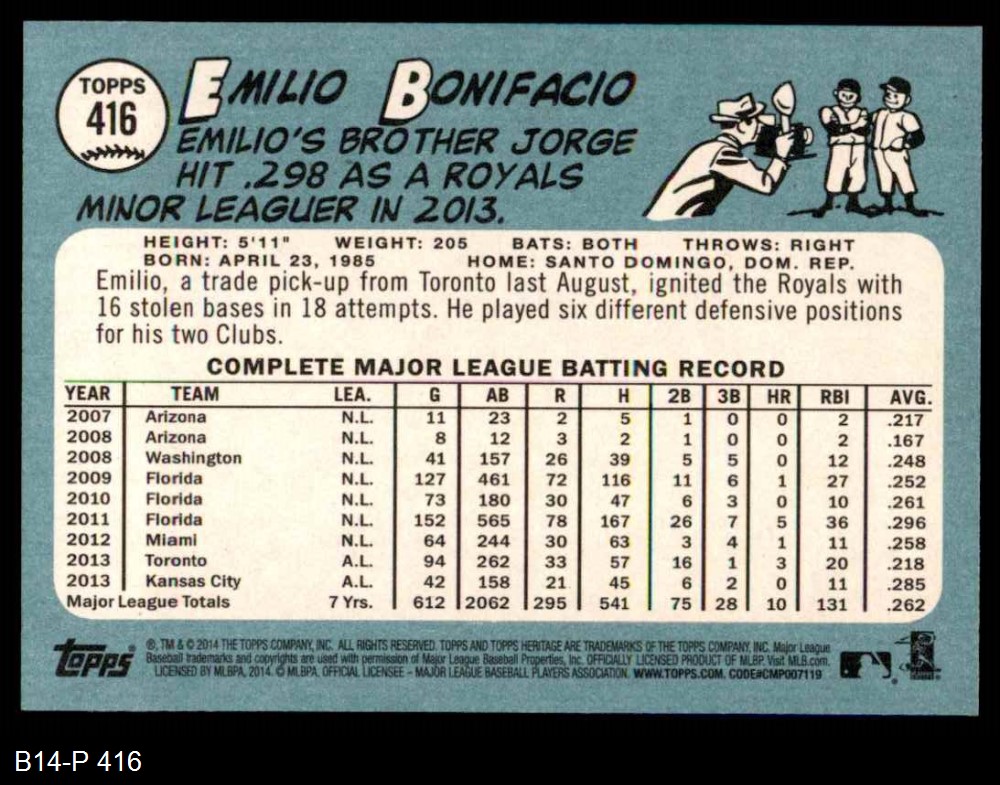 TOPPS
416
EMILIO BONIFACIO
EMILIO'S BROTHER JORGE
HIT .298 AS A ROYALS
MINOR LEAGUER IN 2013.
HEIGHT: 5'11" WEIGHT: 205 BATS: BOTH THROWS: RIGHT
BORN: APRIL 23, 1985 HOME: SANTO DOMINGO, DOM. REP.
Emilio, a trade pick-up from Toronto last August, ignited the Royals with
16 stolen bases in 18 attempts. He played six different defensive positions
for his two Clubs.
COMPLETE MAJOR LEAGUE BATTING RECORD
YEAR TEAM LEA. G AB R H 2B 3B HR RBI AVG.
2007 Arizona N.L. 11 23 2 5 1 0 0 2 .217
2008 Arizona N.L. 8 12 3 2 1 0 0 2 .167
2008 Washington N.L. 41 157 26 39 5 5 0 12 .248
2009 Florida N.L. 127 461 72 116 11 6 1 27 .252
2010 Florida N.L. 73 180 30 47 6 3 0 10 .261
2011 Florida N.L. 152 565 78 167 26 7 5 36 .296
2012 Miami N.L. 64 244 30 63 3 4 1 11 .258
2013 Toronto A.L. 94 262 33 57 16 1 3 20 .218
2013 Kansas City A.L. 42 158 21 45 6 2 0 11 .285
Major League Totals 7 Yrs. 612 2062 295 541 75 28 10 131 .262
topps
®, TM & © 2014 THE TOPPS COMPANY, INC. ALL RIGHTS RESERVED. TOPPS AND TOPPS HERITAGE ARE TRADEMARKS OF THE TOPPS COMPANY, INC. Major League
Baseball trademarks and copyrights are used with permission of Major League Baseball Properties, Inc. OFFICIALLY LICENSED PRODUCT OF MLBP. Visit MLB.com.
LICENSED BY MLBPA, 2014. © MLBPA. OFFICIAL LICENSEE - MAJOR LEAGUE BASEBALL PLAYERS ASSOCIATION. WWW.TOPPS.COM. CODE#CMP007119
B14-P 416